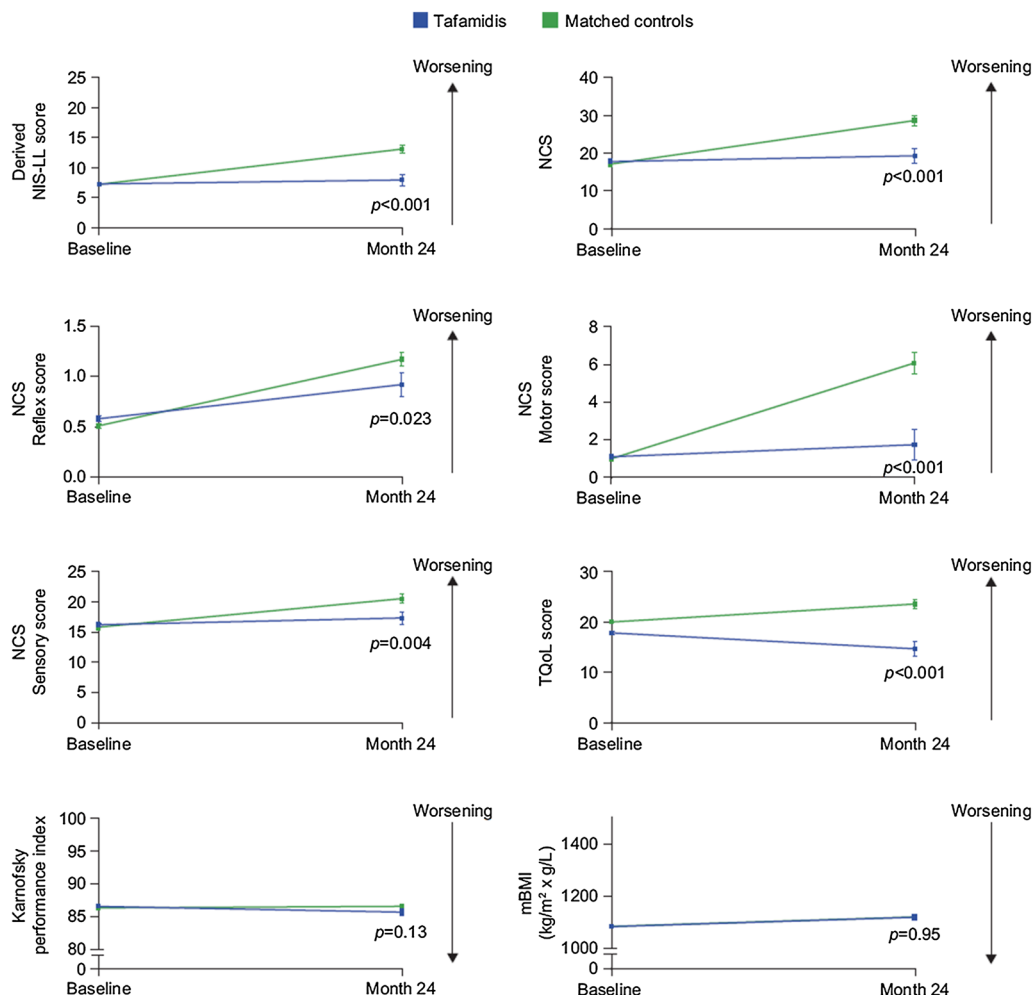 Tafamidis Matched controls
Worsening
25
20
15
10
5
0
Derived
NIS-LL score
p<0.001
Baseline Month 24
Worsening
40
30
20
10
0
NCS
p<0.001
Baseline Month 24
Worsening
1.5
1.0
0.5
0.0
NCS
Reflex score
p=0.023
Baseline Month 24
Worsening
8
6
4
2
0
NCS
Motor score
p<0.001
Baseline Month 24
Worsening
25
20
15
10
5
0
NCS
Sensory score
p=0.004
Baseline Month 24
Worsening
30
20
10
0
TQoL score
p<0.001
Baseline Month 24
Worsening
100
95
90
85
80
0
Karnofsky
performance index
p=0.13
Baseline Month 24
Worsening
1400
1200
1000
0
mBMI
(kg/m² x g/L)
p=0.95
Baseline Month 24